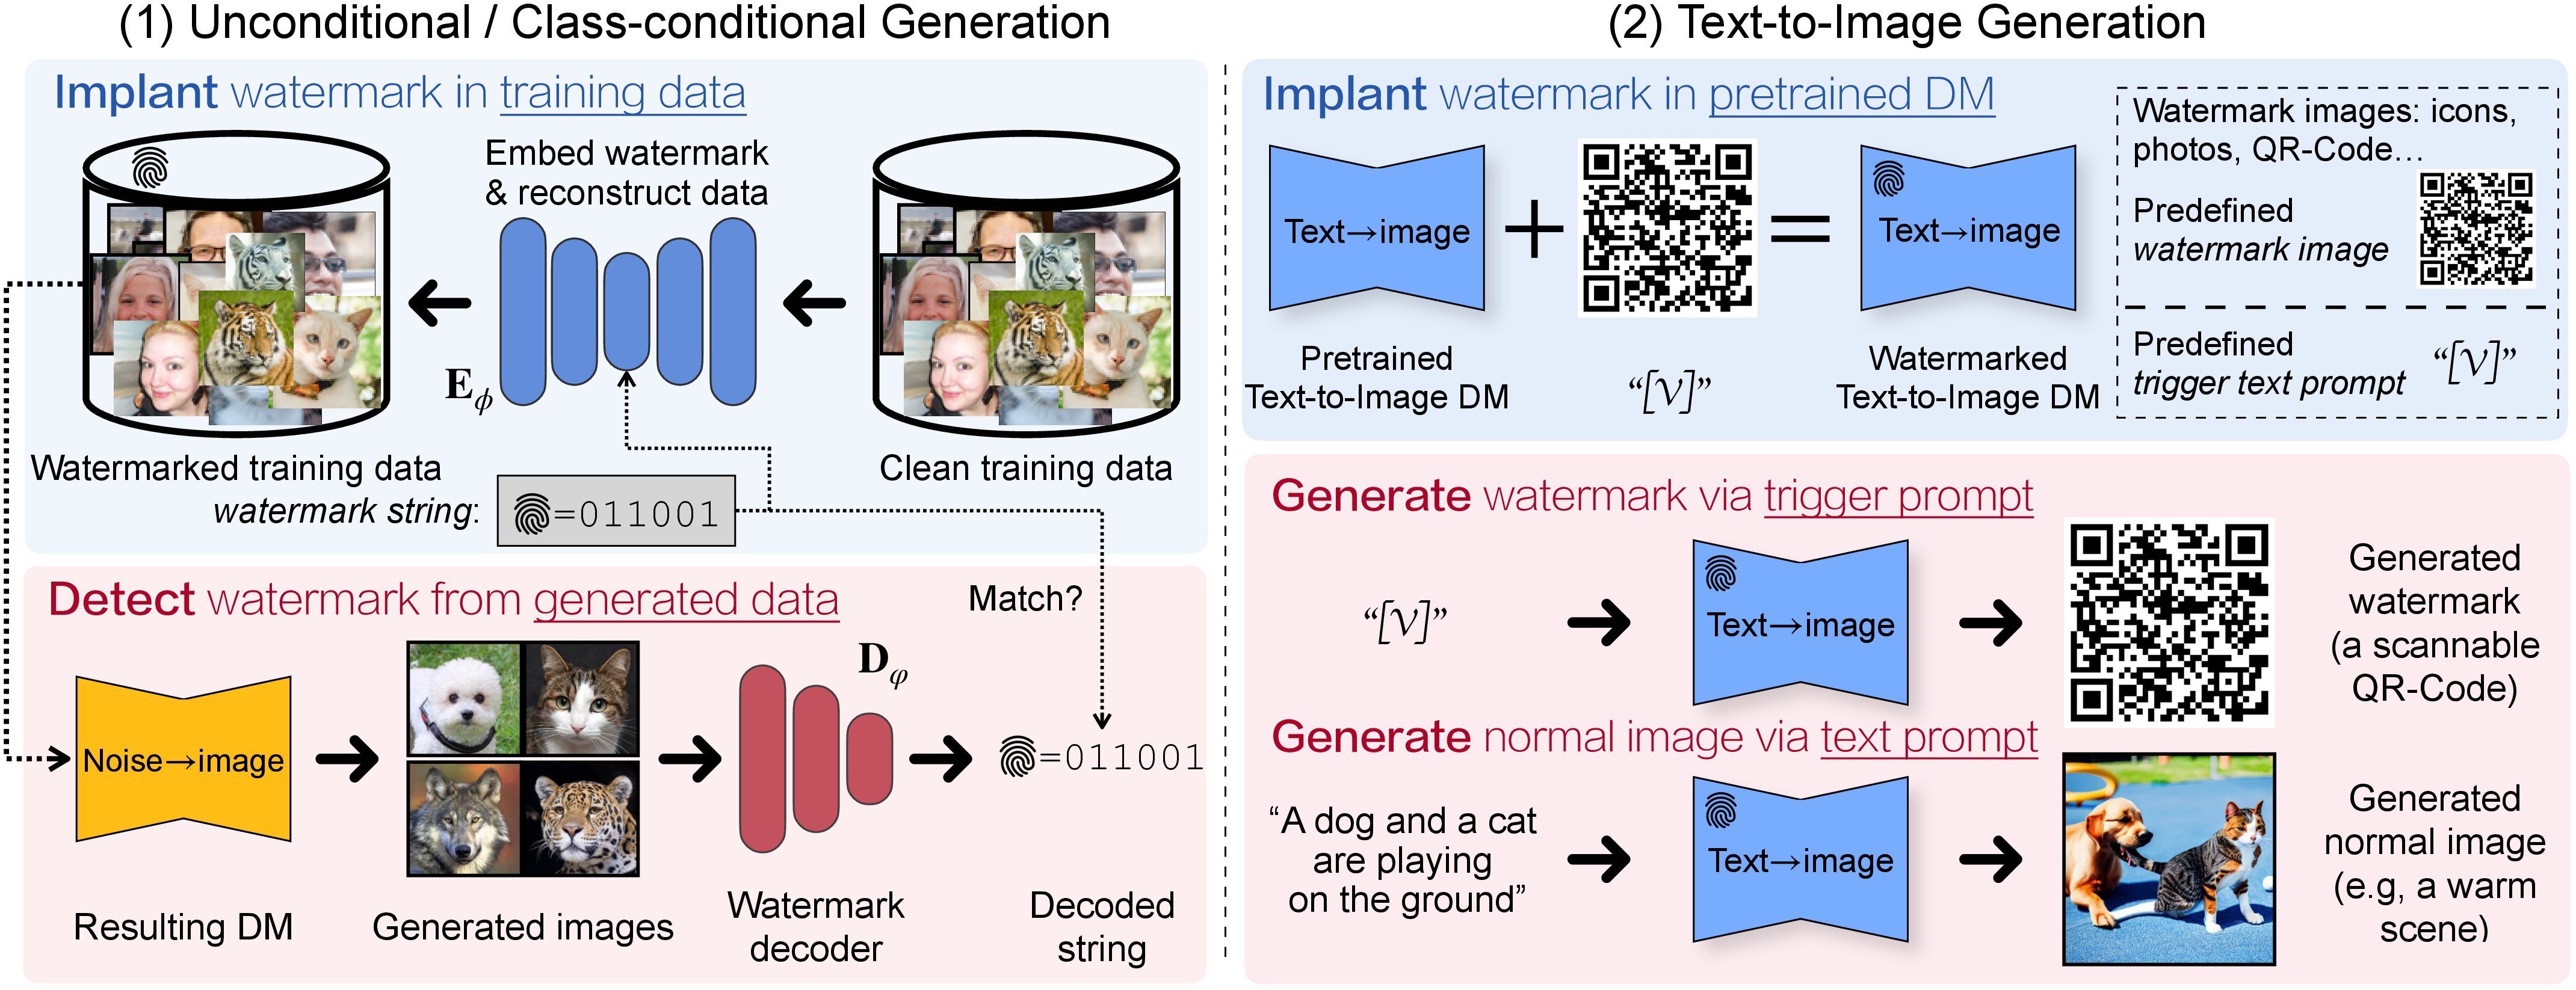 (1) Unconditional / Class-conditional Generation
Implant watermark in training data
Embed watermark
& reconstruct data
E𝜙
Watermarked training data
Clean training data
watermark string:
=011001
Detect watermark from generated data
Match?
D𝜑
Noise→image
=011001
Resulting DM
Generated images
Watermark
decoder
Decoded
string
(2) Text-to-Image Generation
Implant watermark in pretrained DM
Text→image
+
=
Text→image
Pretrained
Text-to-Image DM
“[V]”
Watermarked
Text-to-Image DM
Watermark images: icons,
photos, QR-Code...
Predefined
watermark image
Predefined
trigger text prompt
“[V]”
Generate watermark via trigger prompt
“[V]”
Text→image
Generated
watermark
(a scannable
QR-Code)
Generate normal image via text prompt
“A dog and a cat
are playing
on the ground”
Text→image
Generated
normal image
(e.g, a warm
scene)